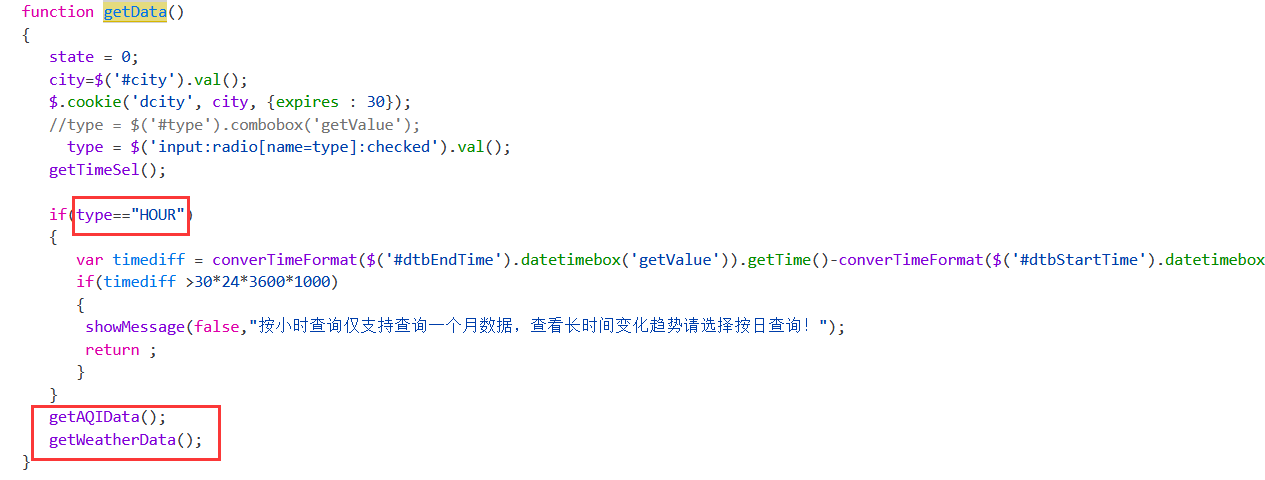 function getData()
{
state = 0;
city=$('#city').val();
$.cookie('dcity', city, {expires : 30});
//type = $('#type').combobox('getValue');
type = $('input:radio[name=type]:checked').val();
getTimeSel();
if(type=="HOUR")
{
var timediff = converTimeFormat($('#dtbEndTime').datetimebox('getValue')).getTime()-converTimeFormat($('#dtbStartTime').datetimebox
if(timediff >30*24*3600*1000)
{
showMessage(false,"按小时查询仅支持查询一个月数据，查看长时间变化趋势请选择按日查询！");
return ;
}
}
getAQIData();
getWeatherData();
}